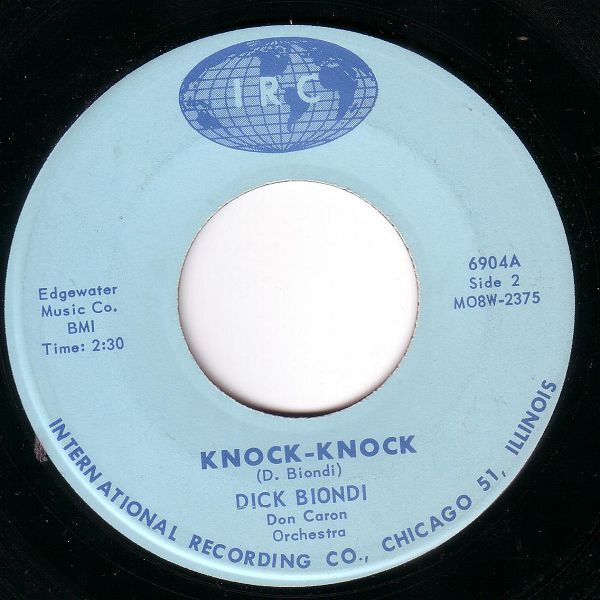 IRC
Edgewater
Music Co.
BMI
Time: 2:30
6904A
Side 2
MO8W-2375
KNOCK-KNOCK
(D. Biondi)
DICK BIONDI
Don Caron
Orchestra
INTERNATIONAL RECORDING CO., CHICAGO 51, ILLINOIS